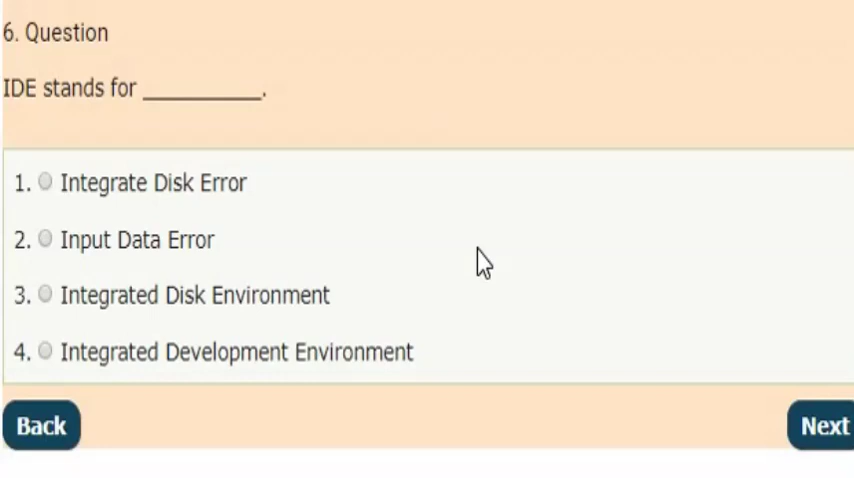 6. Question
IDE stands for __________.
1. Integrate Disk Error
2. Input Data Error
3. Integrated Disk Environment
4. Integrated Development Environment
Back
Next